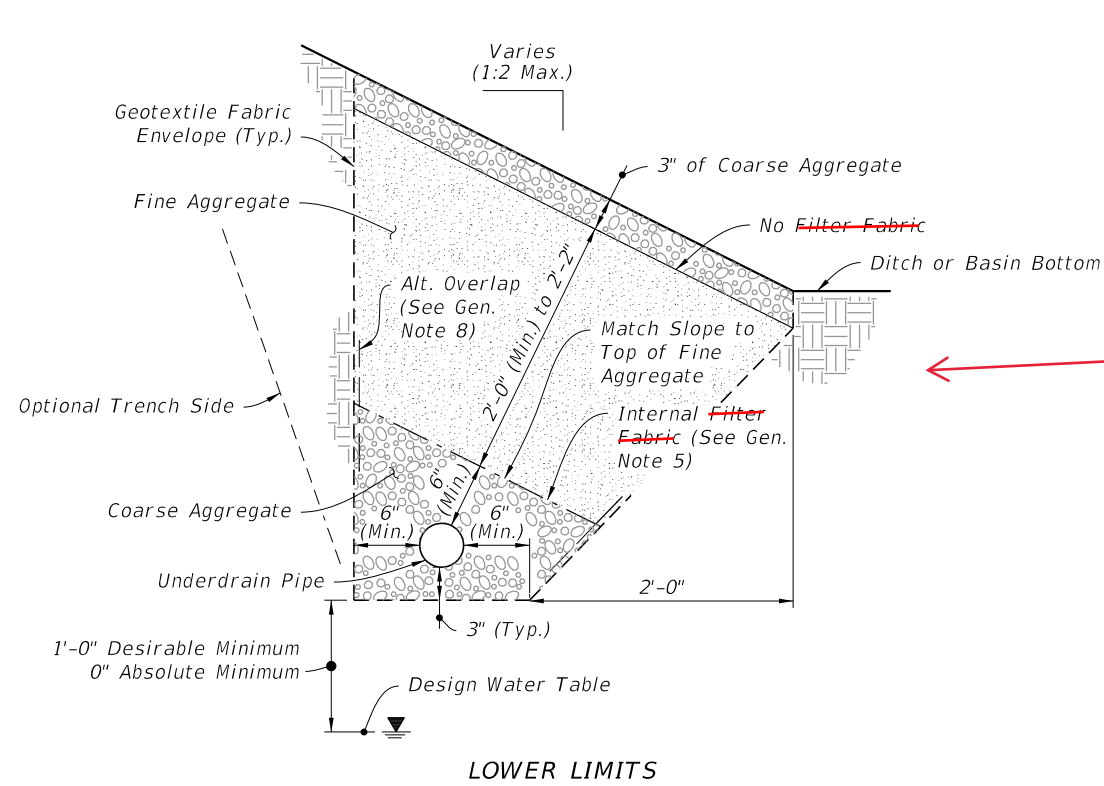 Varies
(1:2 Max.)
Geotextile Fabric
Envelope (Typ.)
3" of Coarse Aggregate
Fine Aggregate
No Filter Fabric
Ditch or Basin Bottom
Alt. Overlap
(See Gen.
Note 8)
2'-0" (Min.) to 2'-2"
Match Slope to
Top of Fine
Aggregate
Optional Trench Side
Internal Filter
Fabric (See Gen.
Note 5)
6"
(Min.)
Coarse Aggregate
6"
(Min.)
6"
(Min.)
Underdrain Pipe
2'-0"
3" (Typ.)
1'-0" Desirable Minimum
0" Absolute Minimum
Design Water Table
LOWER LIMITS